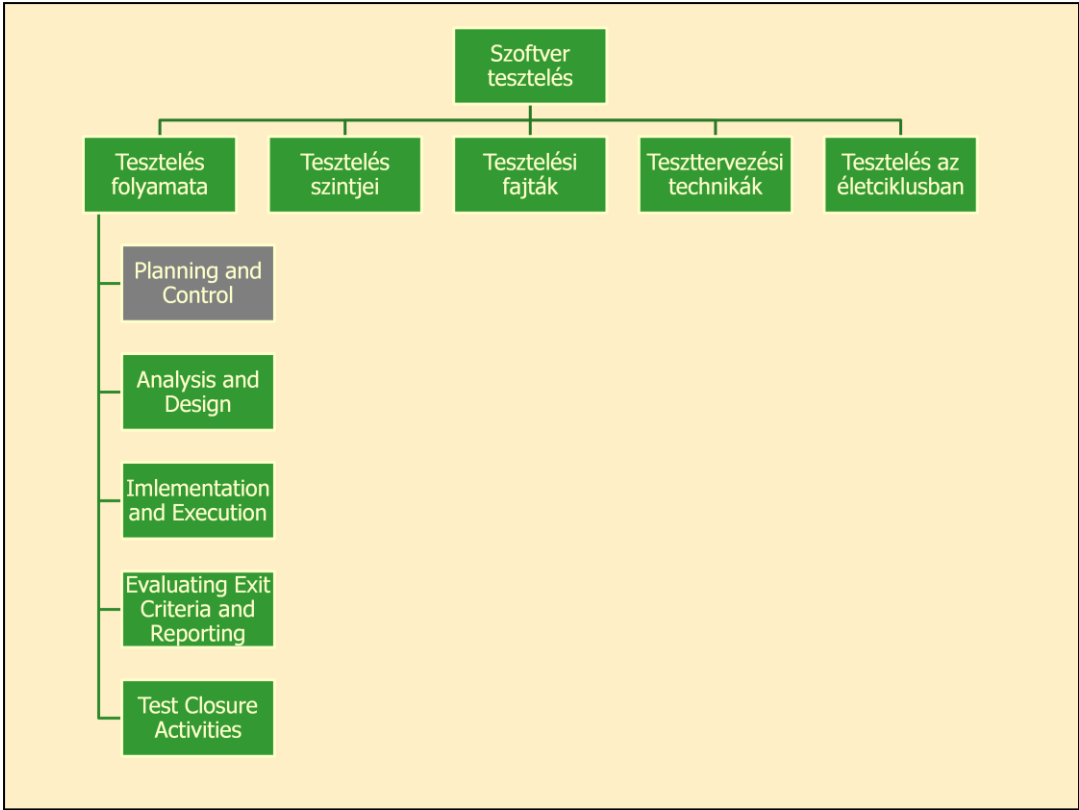 Szoftver
tesztelés
Tesztelés
folyamata
Tesztelés
szintjei
Tesztelési
fajták
Teszttervezési
technikák
Tesztelés az
életciklusban
Planning and
Control
Analysis and
Design
Imlementation
and Execution
Evaluating Exit
Criteria and
Reporting
Test Closure
Activities